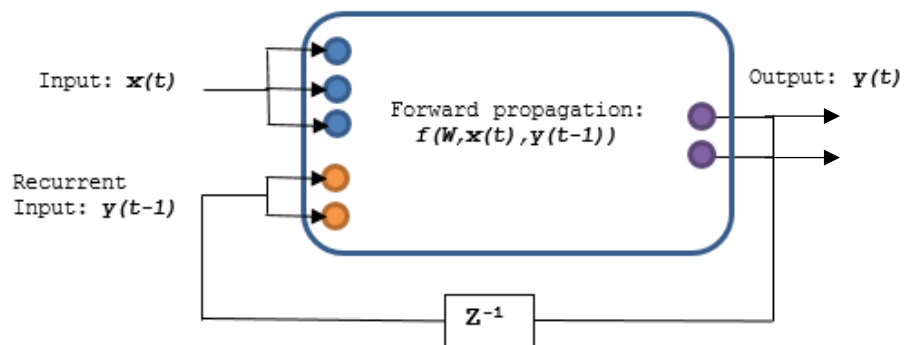 Input: x(t)
Forward propagation:
f(W,x(t),y(t-1))
Output: y(t)
Recurrent
Input: y(t-1)
Z⁻¹